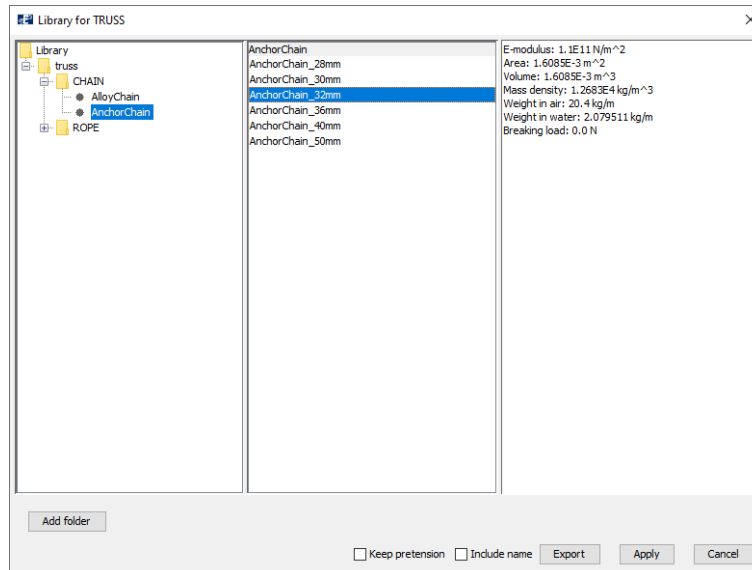 Library for TRUSS
Library
truss
CHAIN
AlloyChain
AnchorChain
ROPE
AnchorChain
AnchorChain_28mm
AnchorChain_30mm
AnchorChain_32mm
AnchorChain_36mm
AnchorChain_40mm
AnchorChain_50mm
E-modulus: 1.1E11 N/m^2
Area: 1.6085E-3 m^2
Volume: 1.6085E-3 m^3
Mass density: 1.2683E4 kg/m^3
Weight in air: 20.4 kg/m
Weight in water: 2.079511 kg/m
Breaking load: 0.0 N
Add folder
Keep pretension Include name Export Apply Cancel